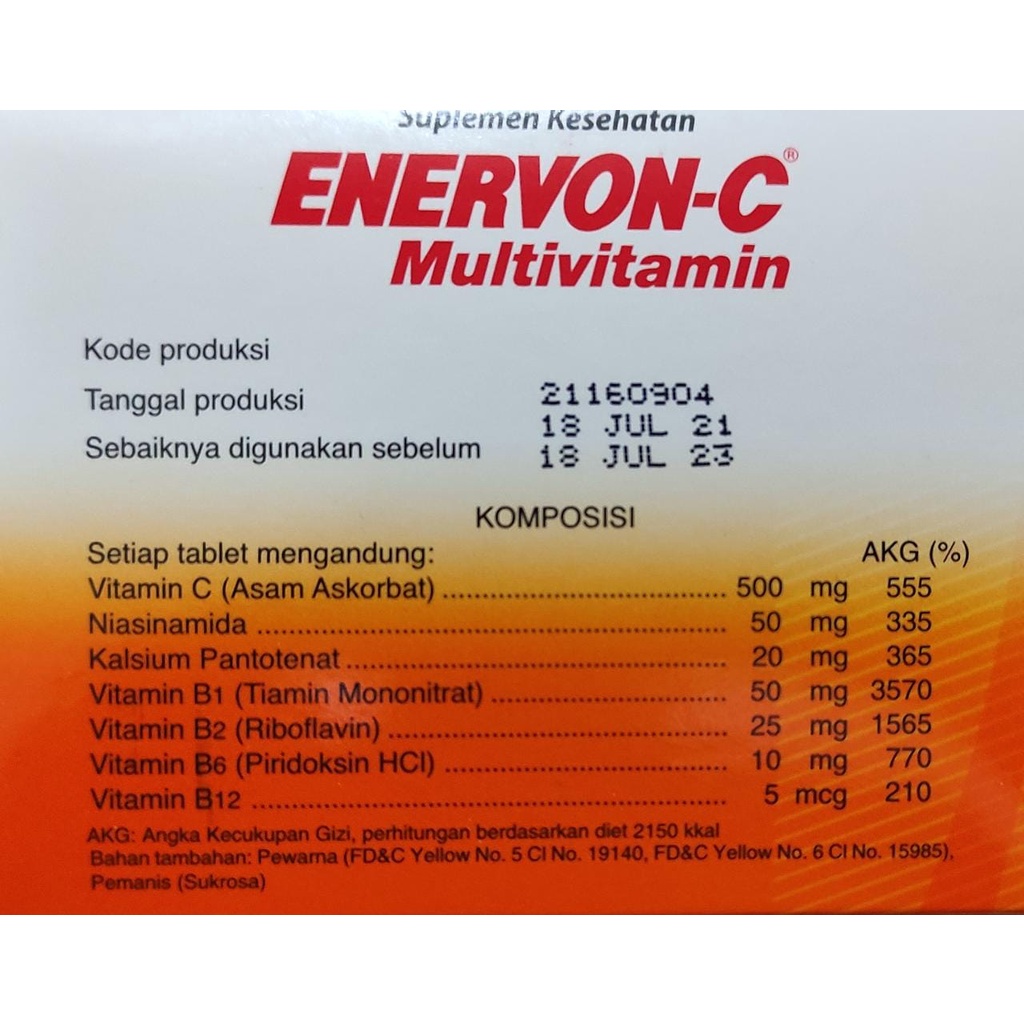 Suplemen Kesehatan
ENERVON-C®
Multivitamin
Kode produksi
Tanggal produksi 21160904
18 JUL 21
Sebaiknya digunakan sebelum 18 JUL 23
KOMPOSISI
Setiap tablet mengandung: AKG (%)
Vitamin C (Asam Askorbat) 500 mg 555
Niasinamida 50 mg 335
Kalsium Pantotenat 20 mg 365
Vitamin B1 (Tiamin Mononitrat) 50 mg 3570
Vitamin B2 (Riboflavin) 25 mg 1565
Vitamin B6 (Piridoksin HCl) 10 mg 770
Vitamin B12 5 mcg 210
AKG: Angka Kecukupan Gizi, perhitungan berdasarkan diet 2150 kkal
Bahan tambahan: Pewarna (FD&C Yellow No. 5 CI No. 19140, FD&C Yellow No. 6 CI No. 15985),
Pemanis (Sukrosa)